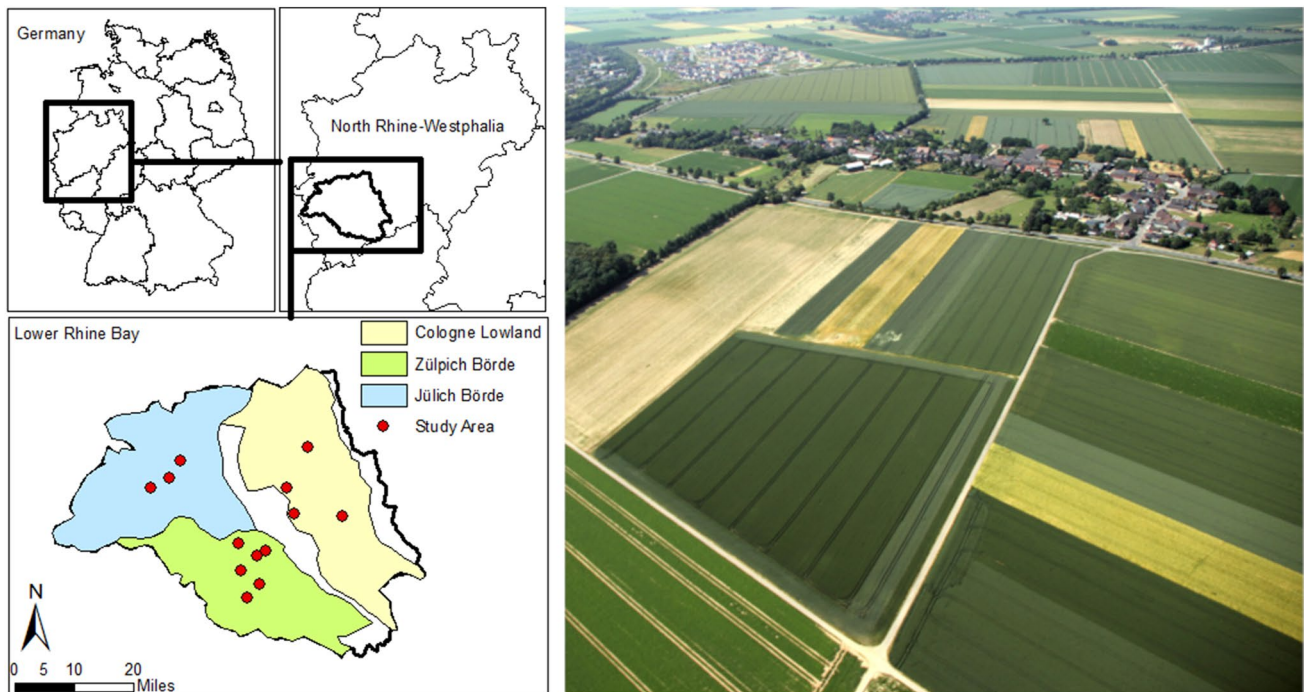 Germany
North Rhine-Westphalia
Lower Rhine Bay
Cologne Lowland
Zülpich Börde
Jülich Börde
Study Area
N
0 5 10 20
Miles